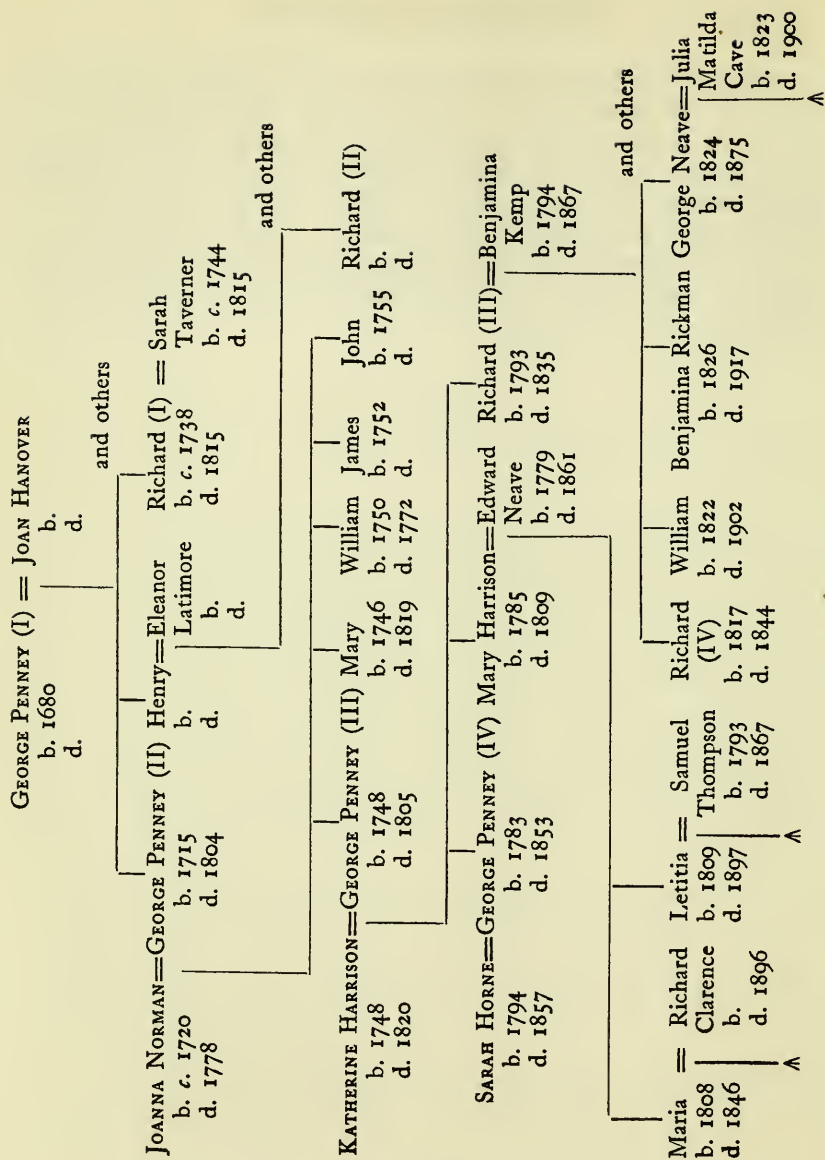 GEORGE PENNEY (I) = JOAN HANOVER
b. 1680
d.
b.
d.
and others
JOANNA NORMAN=GEORGE PENNEY (II)
b. c. 1720
d. 1778
b. 1715
d. 1804
Henry=Eleanor
Latimore
b.
d.
b.
d.
Richard (I) = Sarah
Taverner
b. c. 1738
d. 1815
b. c. 1744
d. 1815
and others
KATHERINE HARRISON=GEORGE PENNEY (III)
b. 1748
d. 1820
b. 1748
d. 1805
Mary
b. 1746
d. 1819
William
b. 1750
d. 1772
James
b. 1752
d.
John
b. 1755
d.
Richard (II)
b.
d.
SARAH HORNE=GEORGE PENNEY (IV)
b. 1794
d. 1857
b. 1783
d. 1853
Mary Harrison=Edward
Neave
b. 1785
d. 1809
b. 1779
d. 1861
Richard (III)=Benjamina
Kemp
b. 1793
d. 1835
b. 1794
d. 1867
and others
Maria = Richard
Clarence
b. 1808
d. 1846
b.
d. 1896
Letitia = Samuel
Thompson
b. 1809
d. 1897
b. 1793
d. 1867
Richard
(IV)
b. 1817
d. 1844
William
b. 1822
d. 1902
Benjamina Rickman
b. 1826
d. 1917
George Neave=Julia
Matilda
Cave
b. 1824
d. 1875
b. 1823
d. 1900